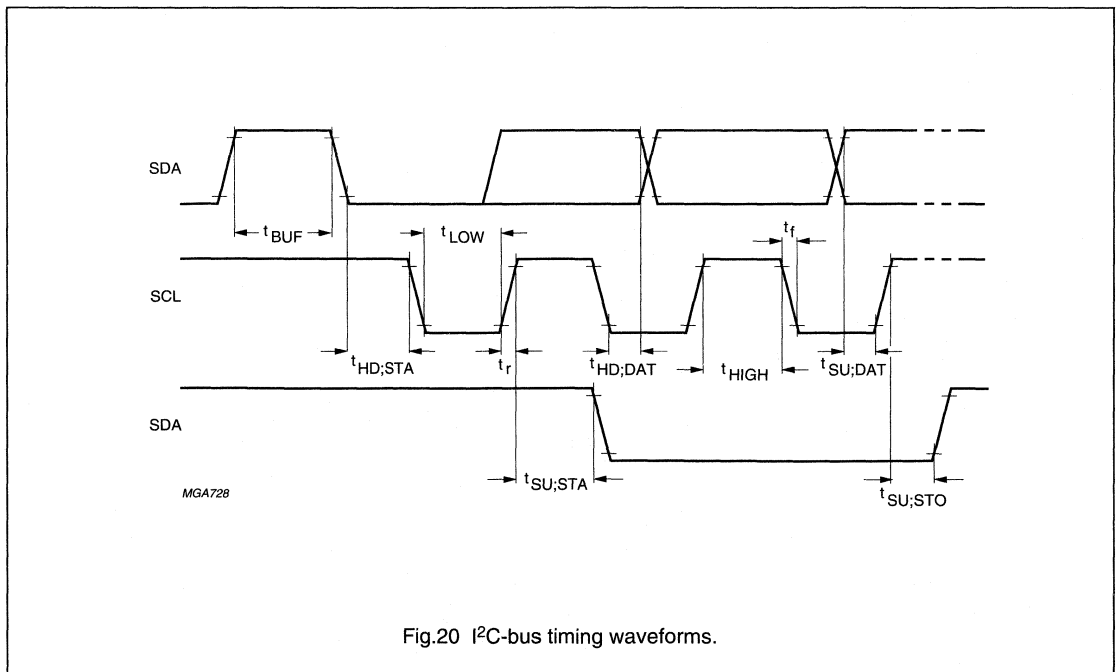 SDA
t BUF
t LOW
t f
SCL
t HD;STA
t r
t HD;DAT
t HIGH
t SU;DAT
SDA
t SU;STA
t SU;STO
MGA728
Fig.20 I²C-bus timing waveforms.